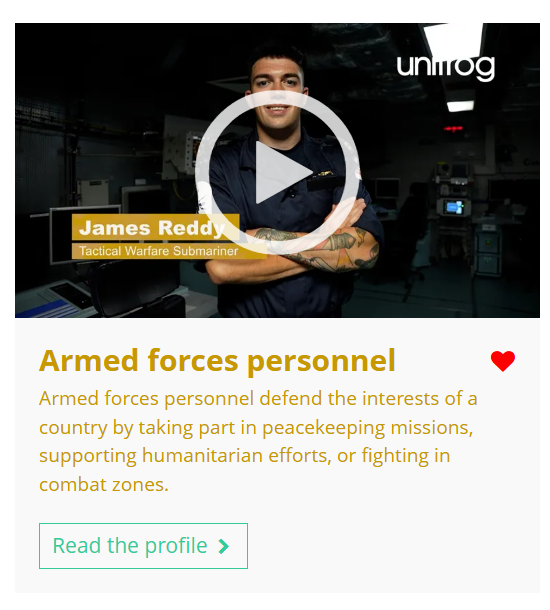 unifrog
James Reddy
Tactical Warfare Submariner
Armed forces personnel
Armed forces personnel defend the interests of a
country by taking part in peacekeeping missions,
supporting humanitarian efforts, or fighting in
combat zones.
Read the profile